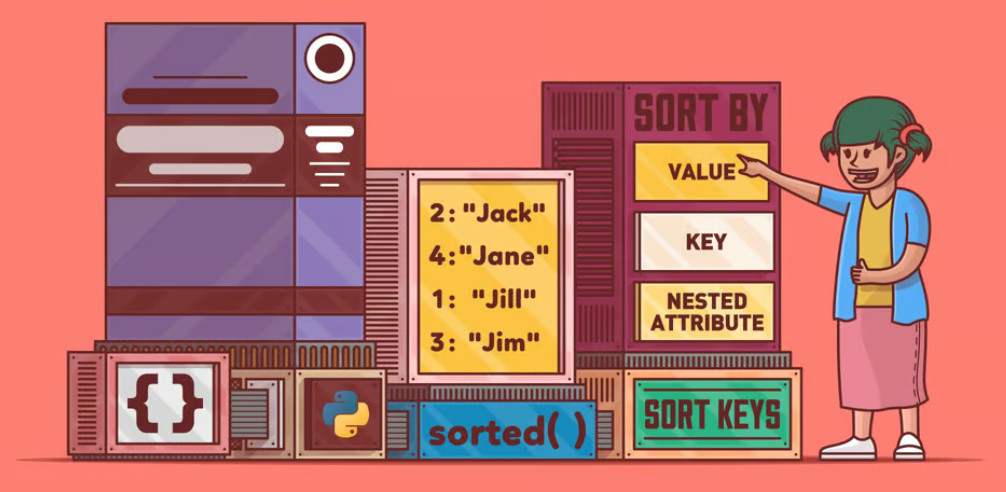 {}
2: "Jack"
4:"Jane"
1: "Jill"
3: "Jim"
sorted( )
SORT BY
VALUE
KEY
NESTED
ATTRIBUTE
SORT KEYS